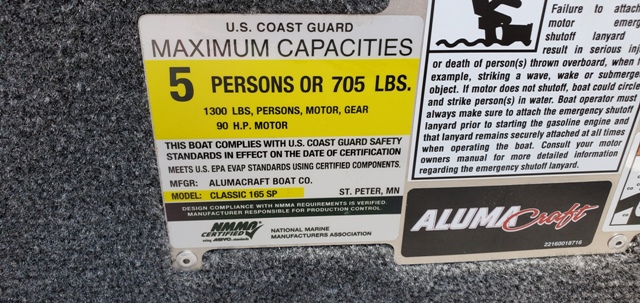 U.S. COAST GUARD
MAXIMUM CAPACITIES
5 PERSONS OR 705 LBS.
1300 LBS, PERSONS, MOTOR, GEAR
90 H.P. MOTOR
THIS BOAT COMPLIES WITH U.S. COAST GUARD SAFETY
STANDARDS IN EFFECT ON THE DATE OF CERTIFICATION
MEETS U.S. EPA EVAP STANDARDS USING CERTIFIED COMPONENTS.
MFGR: ALUMACRAFT BOAT CO.
MODEL: CLASSIC 165 SP ST. PETER, MN
DESIGN COMPLIANCE WITH NMMA REQUIREMENTS IS VERIFIED.
MANUFACTURER RESPONSIBLE FOR PRODUCTION CONTROL.
NMMA
CERTIFIED
using ABYC standards
NATIONAL MARINE
MANUFACTURERS ASSOCIATION
Failure to attach
motor emerg
shutoff lanyard
result in serious inj
or death of person(s) thrown overboard, when
example, striking a wave, wake or submerge
object. If motor does not shutoff, boat could circle
and strike person(s) in water. Boat operator must
always make sure to attach the emergency shutoff
lanyard prior to starting the gasoline engine and
that lanyard remains securely attached at all times
when operating the boat. Consult your motor
owners manual for more detailed information
regarding the emergency shutoff lanyard.
ALUMACraft
22160018716